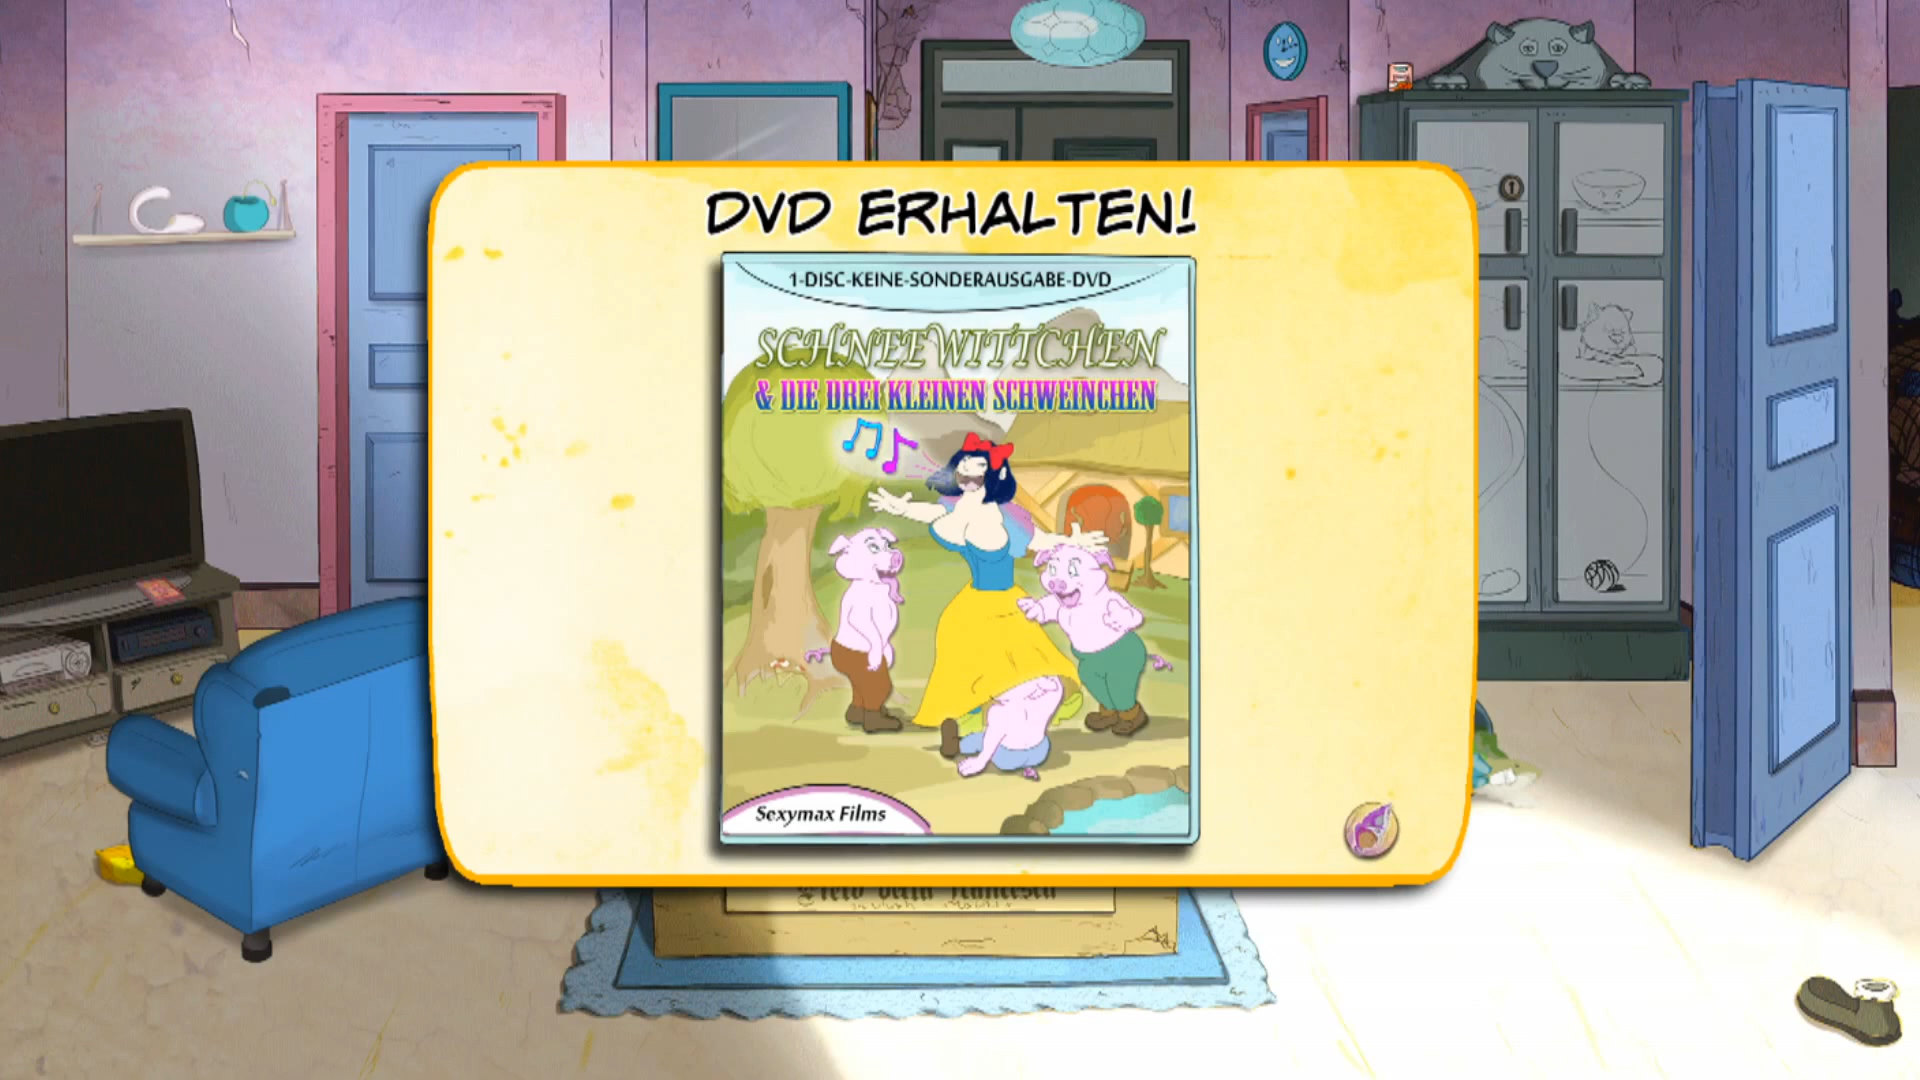 DVD ERHALTEN!
1-DISC-KEINE-SONDERAUSGABE-DVD
SCHNEEWITTCHEN
& DIE DREI KLEINEN SCHWEINCHEN
Sexymax Films